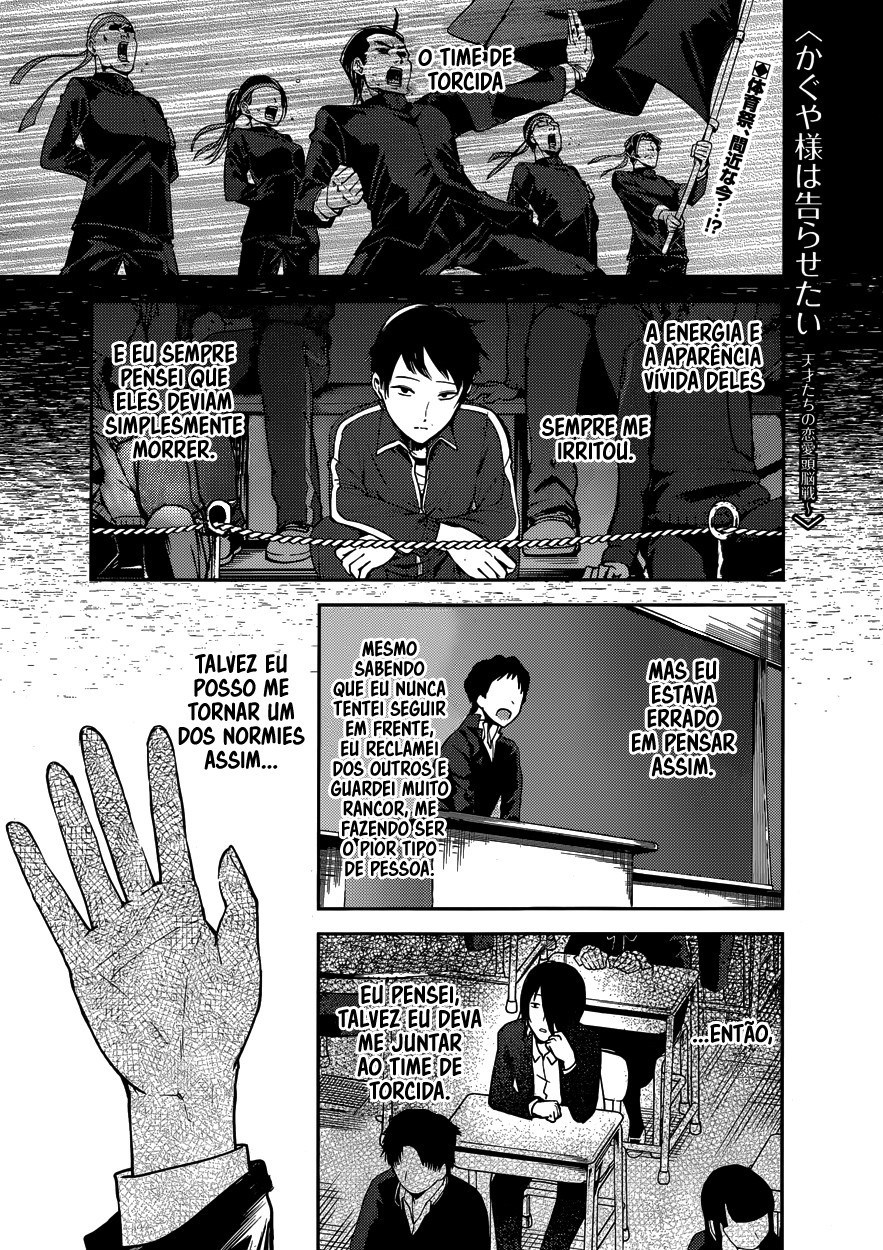 《かぐや様は告らせたい
～天才たちの恋愛頭脳戦～》
◆体育祭、間近な今…!?
O TIME DE
TORCIDA
A ENERGIA E
A APARÊNCIA
VIVIDA DELES
SEMPRE ME
IRRITOU.
E EU SEMPRE
PENSEI QUE
ELES DEVIAM
SIMPLESMENTE
MORRER.
MAS EU
ESTAVA
ERRADO
EM PENSAR
ASSIM.
MESMO
SABENDO
QUE EU NUNCA
TENTEI SEGUIR
EM FRENTE,
EU RECLAMEI
DOS OUTROS E
GUARDEI MUITO
RANCOR, ME
FAZENDO SER
O PIOR TIPO
DE PESSOA!
TALVEZ EU
POSSO ME
TORNAR UM
DOS NORMIES
ASSIM...
...ENTÃO,
EU PENSEI,
TALVEZ EU DEVA
ME JUNTAR
AO TIME DE
TORCIDA.